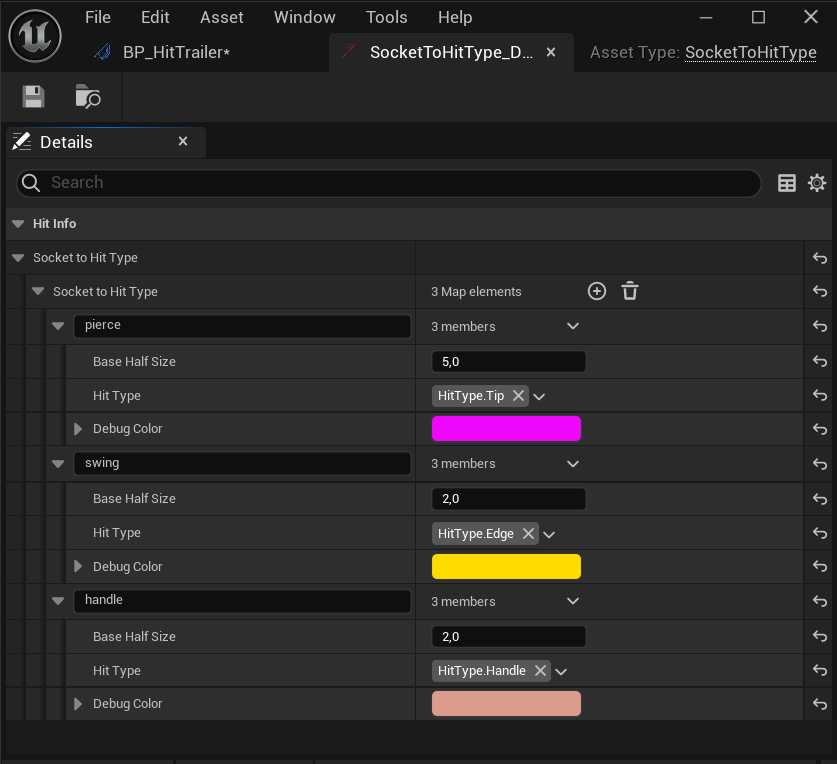 File Edit Asset Window Tools Help
BP_HitTrailer* SocketToHitType_D... Asset Type: SocketToHitType
Details
Search
Hit Info
Socket to Hit Type
Socket to Hit Type 3 Map elements
pierce 3 members
Base Half Size 5,0
Hit Type HitType.Tip
Debug Color
swing 3 members
Base Half Size 2,0
Hit Type HitType.Edge
Debug Color
handle 3 members
Base Half Size 2,0
Hit Type HitType.Handle
Debug Color